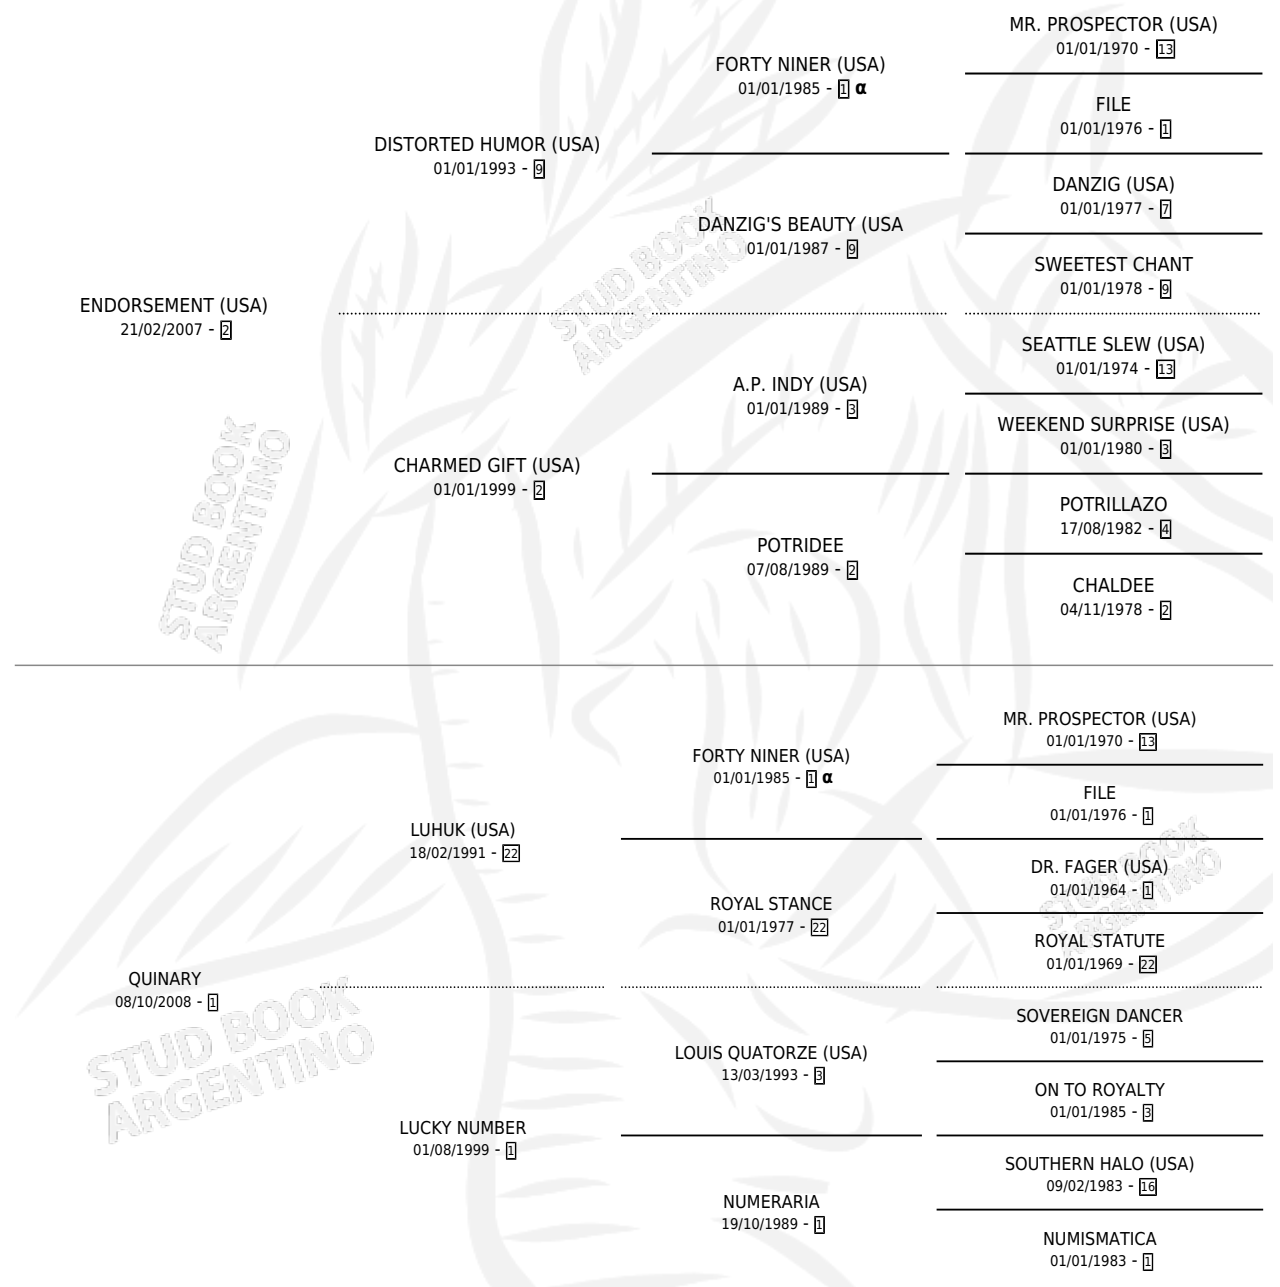 MR. PROSPECTOR (USA)
01/01/1970 - 13
FORTY NINER (USA)
01/01/1985 - 1 α
FILE
01/01/1976 - 1
DISTORTED HUMOR (USA)
01/01/1993 - 9
DANZIG (USA)
01/01/1977 - 7
DANZIG'S BEAUTY (USA
01/01/1987 - 9
SWEETEST CHANT
01/01/1978 - 9
ENDORSEMENT (USA)
21/02/2007 - 2
SEATTLE SLEW (USA)
01/01/1974 - 13
A.P. INDY (USA)
01/01/1989 - 3
WEEKEND SURPRISE (USA)
01/01/1980 - 3
CHARMED GIFT (USA)
01/01/1999 - 2
POTRILLAZO
17/08/1982 - 4
POTRIDEE
07/08/1989 - 2
CHALDEE
04/11/1978 - 2
MR. PROSPECTOR (USA)
01/01/1970 - 13
FORTY NINER (USA)
01/01/1985 - 1 α
FILE
01/01/1976 - 1
LUHUK (USA)
18/02/1991 - 22
DR. FAGER (USA)
01/01/1964 - 1
ROYAL STANCE
01/01/1977 - 22
ROYAL STATUTE
01/01/1969 - 22
QUINARY
08/10/2008 - 1
SOVEREIGN DANCER
01/01/1975 - 5
LOUIS QUATORZE (USA)
13/03/1993 - 3
ON TO ROYALTY
01/01/1985 - 3
LUCKY NUMBER
01/08/1999 - 1
SOUTHERN HALO (USA)
09/02/1983 - 16
NUMERARIA
19/10/1989 - 1
NUMISMATICA
01/01/1983 - 1
STUD BOOK
ARGENTINO
STUD BOOK
ARGENTINO
STUD BOOK
ARGENTINO
STUD BOOK
ARGENTINO